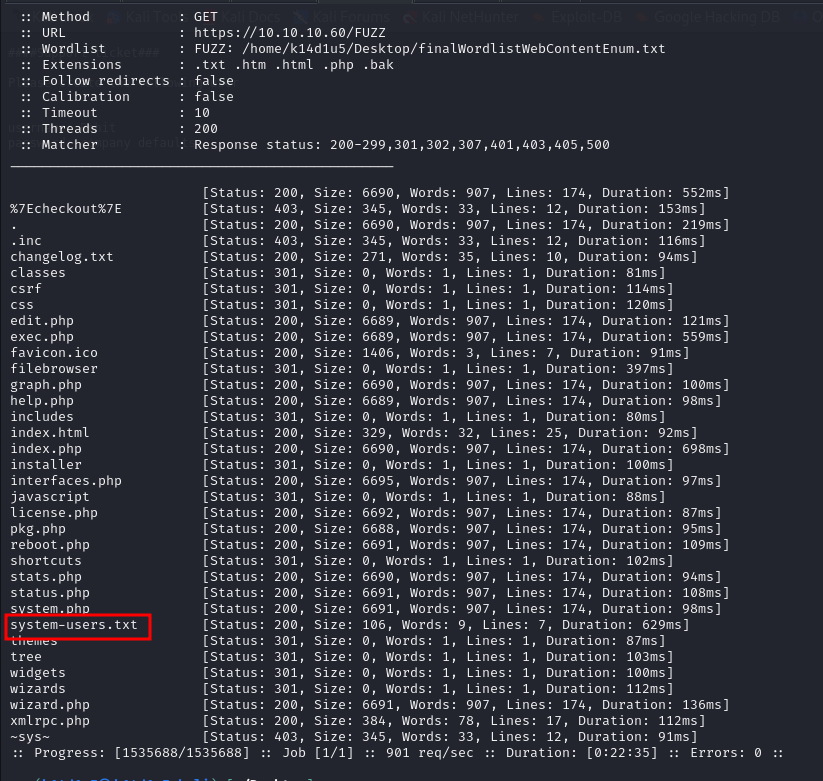 :: Method : GET
:: URL : https://10.10.10.60/FUZZ
:: Wordlist : FUZZ: /home/k14d1u5/Desktop/finalWordlistWebContentEnum.txt
:: Extensions : .txt .htm .html .php .bak
:: Follow redirects : false
:: Calibration : false
:: Timeout : 10
:: Threads : 200
:: Matcher : Response status: 200-299,301,302,307,401,403,405,500
[Status: 200, Size: 6690, Words: 907, Lines: 174, Duration: 552ms]
%7Echeckout%7E [Status: 403, Size: 345, Words: 33, Lines: 12, Duration: 153ms]
. [Status: 200, Size: 6690, Words: 907, Lines: 174, Duration: 219ms]
.inc [Status: 403, Size: 345, Words: 33, Lines: 12, Duration: 116ms]
changelog.txt [Status: 200, Size: 271, Words: 35, Lines: 10, Duration: 94ms]
classes [Status: 301, Size: 0, Words: 1, Lines: 1, Duration: 81ms]
csrf [Status: 301, Size: 0, Words: 1, Lines: 1, Duration: 114ms]
css [Status: 301, Size: 0, Words: 1, Lines: 1, Duration: 120ms]
edit.php [Status: 200, Size: 6689, Words: 907, Lines: 174, Duration: 121ms]
exec.php [Status: 200, Size: 6689, Words: 907, Lines: 174, Duration: 559ms]
favicon.ico [Status: 200, Size: 1406, Words: 3, Lines: 7, Duration: 91ms]
filebrowser [Status: 301, Size: 0, Words: 1, Lines: 1, Duration: 397ms]
graph.php [Status: 200, Size: 6690, Words: 907, Lines: 174, Duration: 100ms]
help.php [Status: 200, Size: 6689, Words: 907, Lines: 174, Duration: 98ms]
includes [Status: 301, Size: 0, Words: 1, Lines: 1, Duration: 80ms]
index.html [Status: 200, Size: 329, Words: 32, Lines: 25, Duration: 92ms]
index.php [Status: 200, Size: 6690, Words: 907, Lines: 174, Duration: 698ms]
installer [Status: 301, Size: 0, Words: 1, Lines: 1, Duration: 100ms]
interfaces.php [Status: 200, Size: 6695, Words: 907, Lines: 174, Duration: 97ms]
javascript [Status: 301, Size: 0, Words: 1, Lines: 1, Duration: 88ms]
license.php [Status: 200, Size: 6692, Words: 907, Lines: 174, Duration: 87ms]
pkg.php [Status: 200, Size: 6688, Words: 907, Lines: 174, Duration: 95ms]
reboot.php [Status: 200, Size: 6691, Words: 907, Lines: 174, Duration: 109ms]
shortcuts [Status: 301, Size: 0, Words: 1, Lines: 1, Duration: 102ms]
stats.php [Status: 200, Size: 6690, Words: 907, Lines: 174, Duration: 94ms]
status.php [Status: 200, Size: 6691, Words: 907, Lines: 174, Duration: 108ms]
system.php [Status: 200, Size: 6691, Words: 907, Lines: 174, Duration: 98ms]
system-users.txt [Status: 200, Size: 106, Words: 9, Lines: 7, Duration: 629ms]
themes [Status: 301, Size: 0, Words: 1, Lines: 1, Duration: 87ms]
tree [Status: 301, Size: 0, Words: 1, Lines: 1, Duration: 103ms]
widgets [Status: 301, Size: 0, Words: 1, Lines: 1, Duration: 100ms]
wizards [Status: 301, Size: 0, Words: 1, Lines: 1, Duration: 112ms]
wizard.php [Status: 200, Size: 6691, Words: 907, Lines: 174, Duration: 136ms]
xmlrpc.php [Status: 200, Size: 384, Words: 78, Lines: 17, Duration: 112ms]
~sys~ [Status: 403, Size: 345, Words: 33, Lines: 12, Duration: 91ms]
:: Progress: [1535688/1535688] :: Job [1/1] :: 901 req/sec :: Duration: [0:22:35] :: Errors: 0 ::